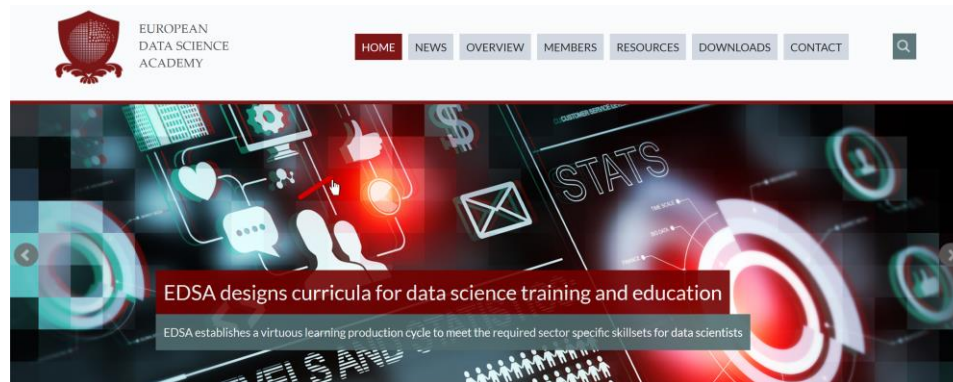 EUROPEAN
DATA SCIENCE
ACADEMY
HOME NEWS OVERVIEW MEMBERS RESOURCES DOWNLOADS CONTACT
STATS
EDSA designs curricula for data science training and education
EDSA establishes a virtuous learning production cycle to meet the required sector specific skillsets for data scientists